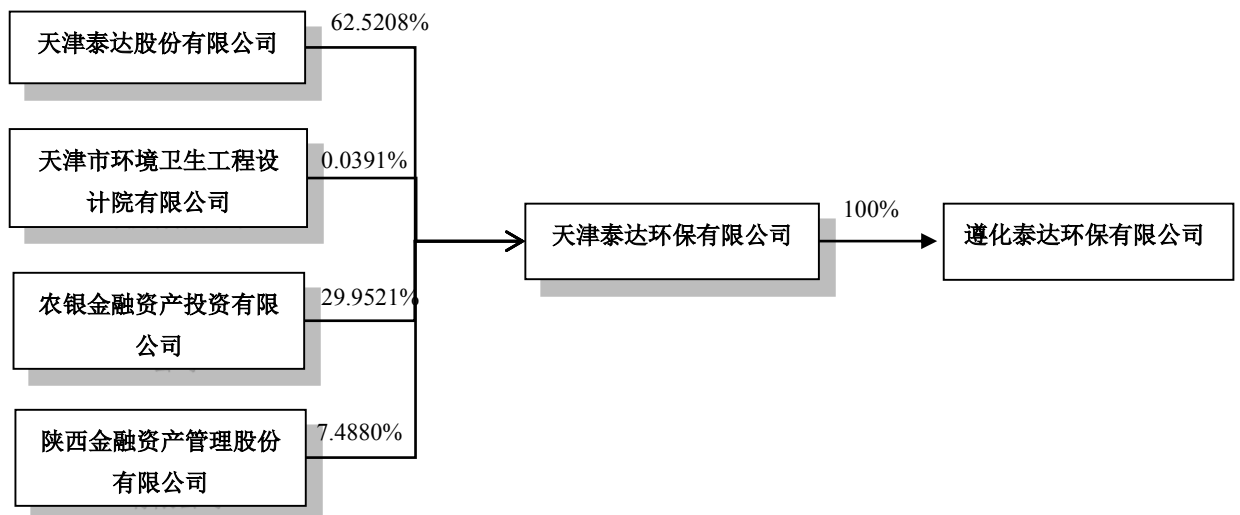 天津泰达股份有限公司
62.5208%
天津市环境卫生工程设
计院有限公司
0.0391%
农银金融资产投资有限
公司
29.9521%
陕西金融资产管理股份
有限公司
7.4880%
天津泰达环保有限公司
100%
遵化泰达环保有限公司